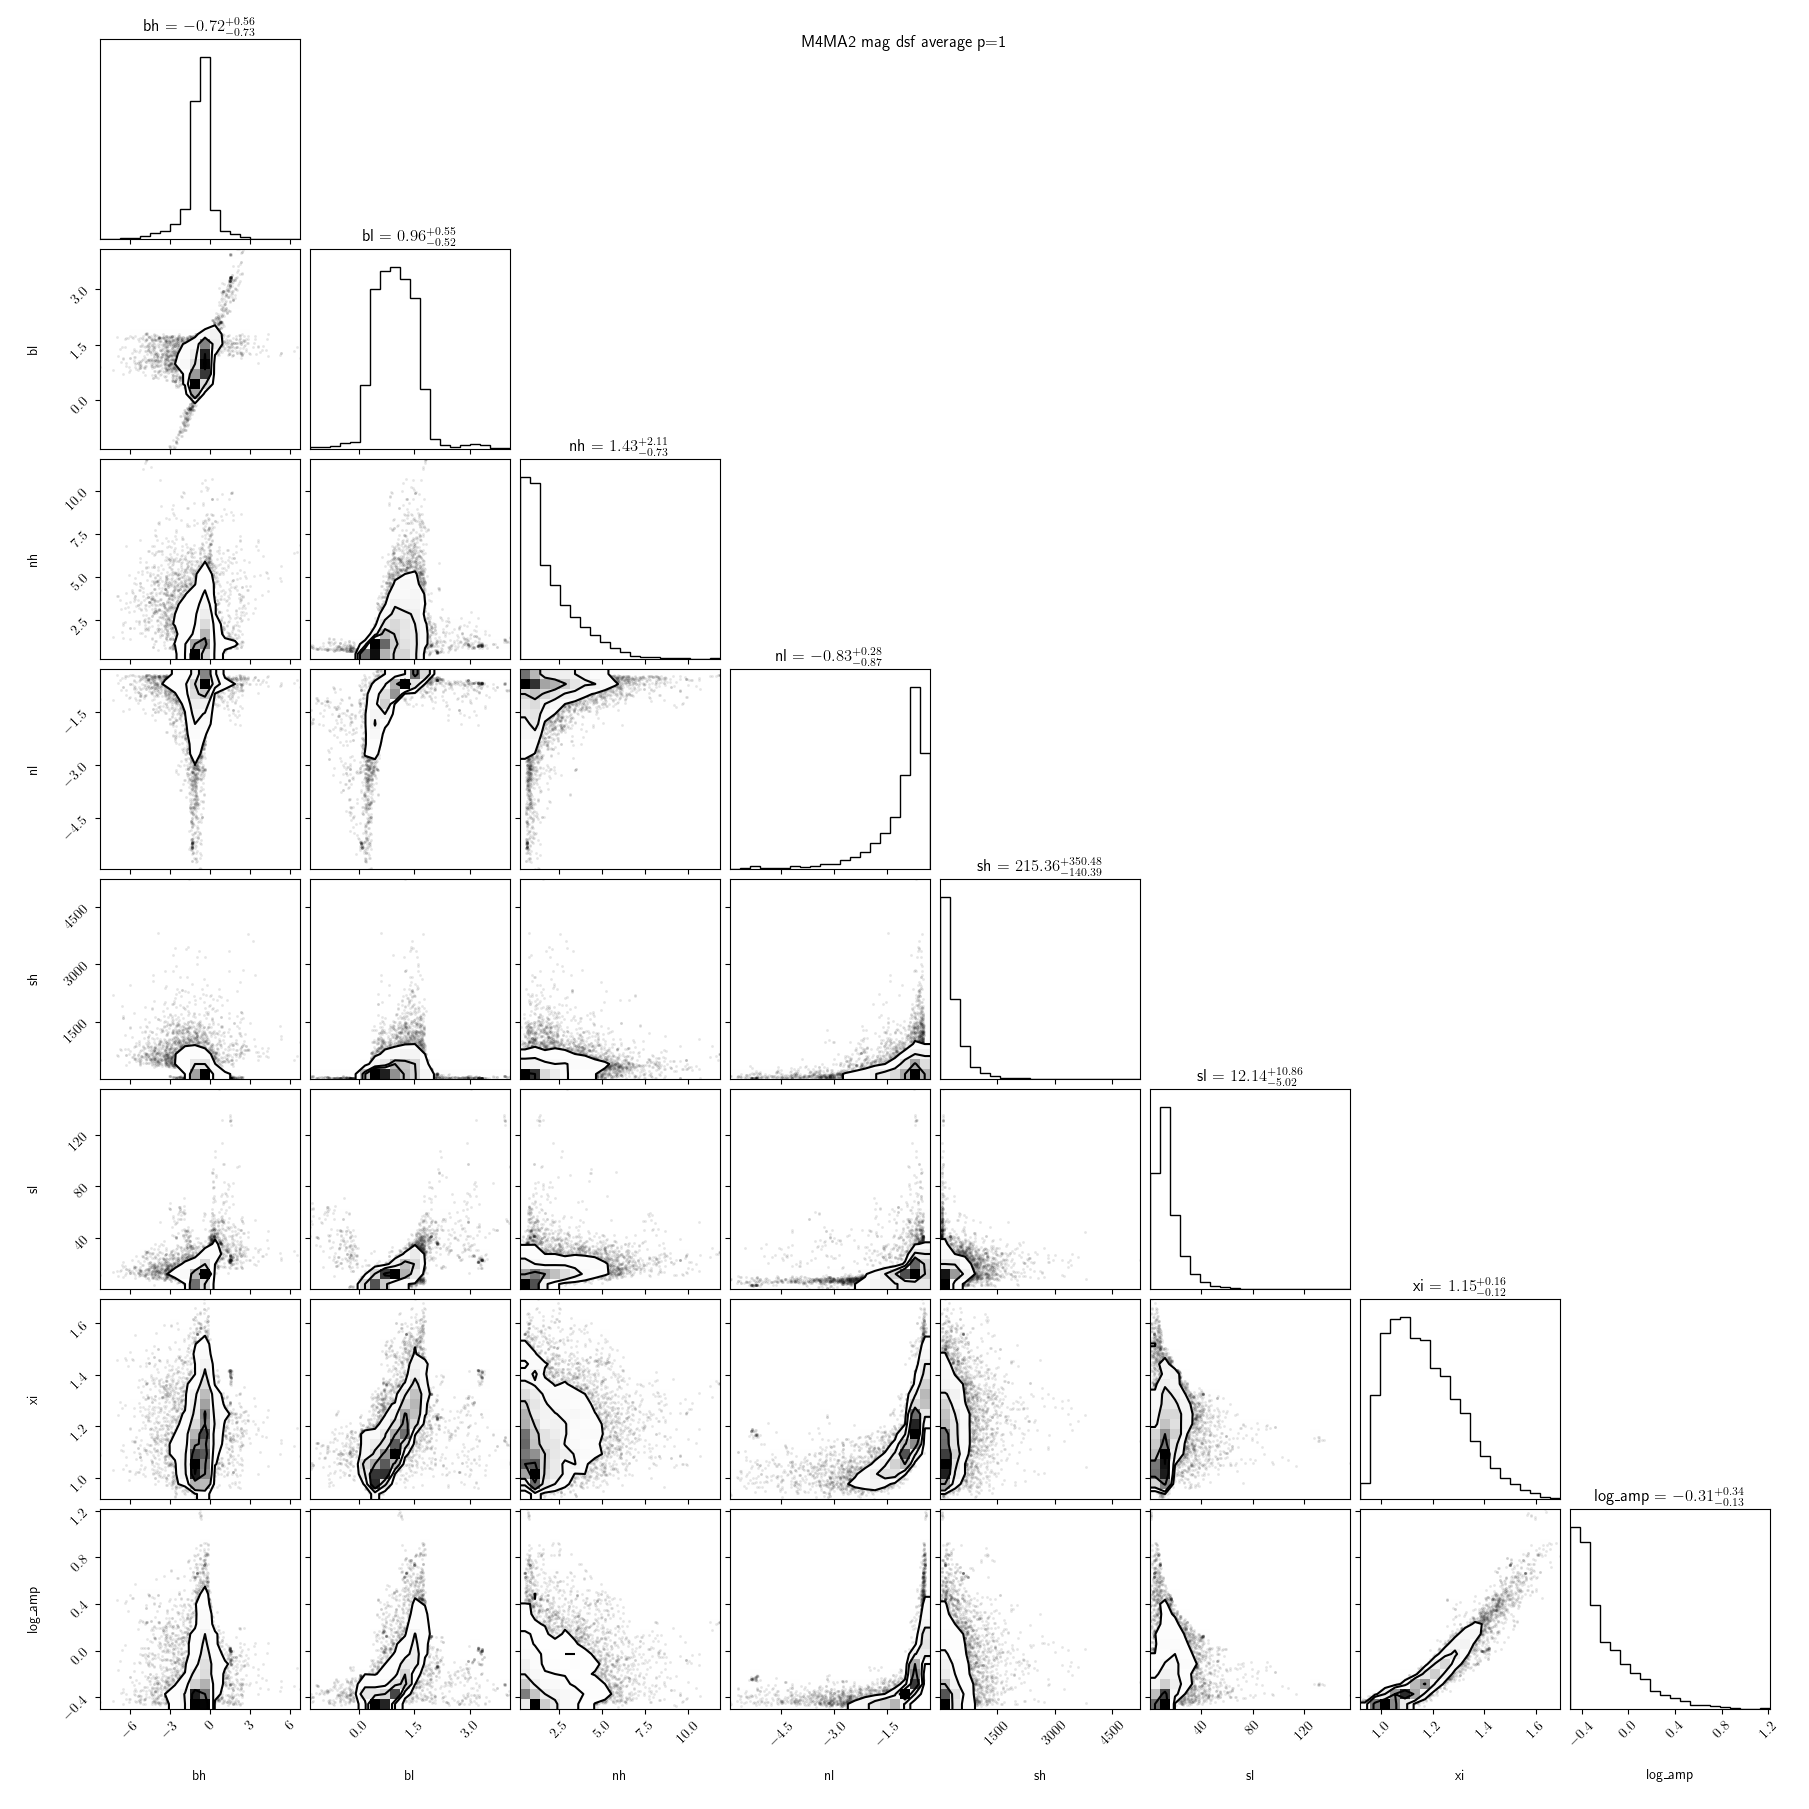 M4MA2 mag dsf average p=1
bh = −0.72+0.56−0.73
bl = 0.96+0.55−0.52
3.0
1.5
0.0
bl
nh = 1.43+2.11−0.73
10.0
7.5
5.0
2.5
nh
nl = −0.83+0.28−0.87
−1.5
−3.0
−4.5
nl
sh = 215.36+350.48−140.39
4500
3000
1500
sh
sl = 12.14+10.86−5.02
120
80
40
sl
xi = 1.15+0.16−0.12
1.6
1.4
1.2
1.0
xi
log_amp = −0.31+0.34−0.13
1.2
0.8
0.4
0.0
−0.4
log_amp
−6 −3 0 3 6 0.0 1.5 3.0 2.5 5.0 7.5 10.0 −4.5 −3.0 −1.5 1500 3000 4500 40 80 120 1.0 1.2 1.4 1.6 −0.4 0.0 0.4 0.8 1.2
bh bl nh nl sh sl xi log_amp